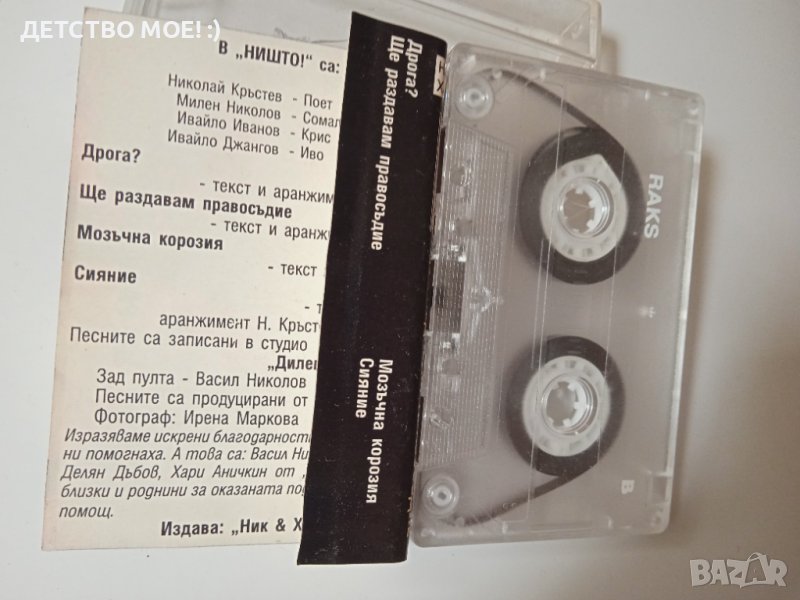 ДЕТСТВО МОЕ! :)
В „НИШТО!“ са:
Николай Кръстев - Поет
Милен Николов - Сомал
Ивайло Иванов - Крис
Ивайло Джангов - Иво
Дрога?
- текст и аранжим
Ще раздавам правосъдие
- текст и аранж
Мозъчна корозия
- текст
Сияние
аранжимент Н. Кръст
Песните са записани в студио
„Дилец
Зад пулта - Васил Николов
Песните са продуцирани от
Фотограф: Ирена Маркова
Изразяваме искрени благодарност
ни помогнаха. А това са: Васил Ни
Делян Дъбов, Хари Аничкин от „
близки и роднини за оказаната по
помощ.
Издава: „Ник & Х
Дрога?
Ще раздавам правосъдие
Мозъчна корозия
Сияние
RAKS
B
BAZAR